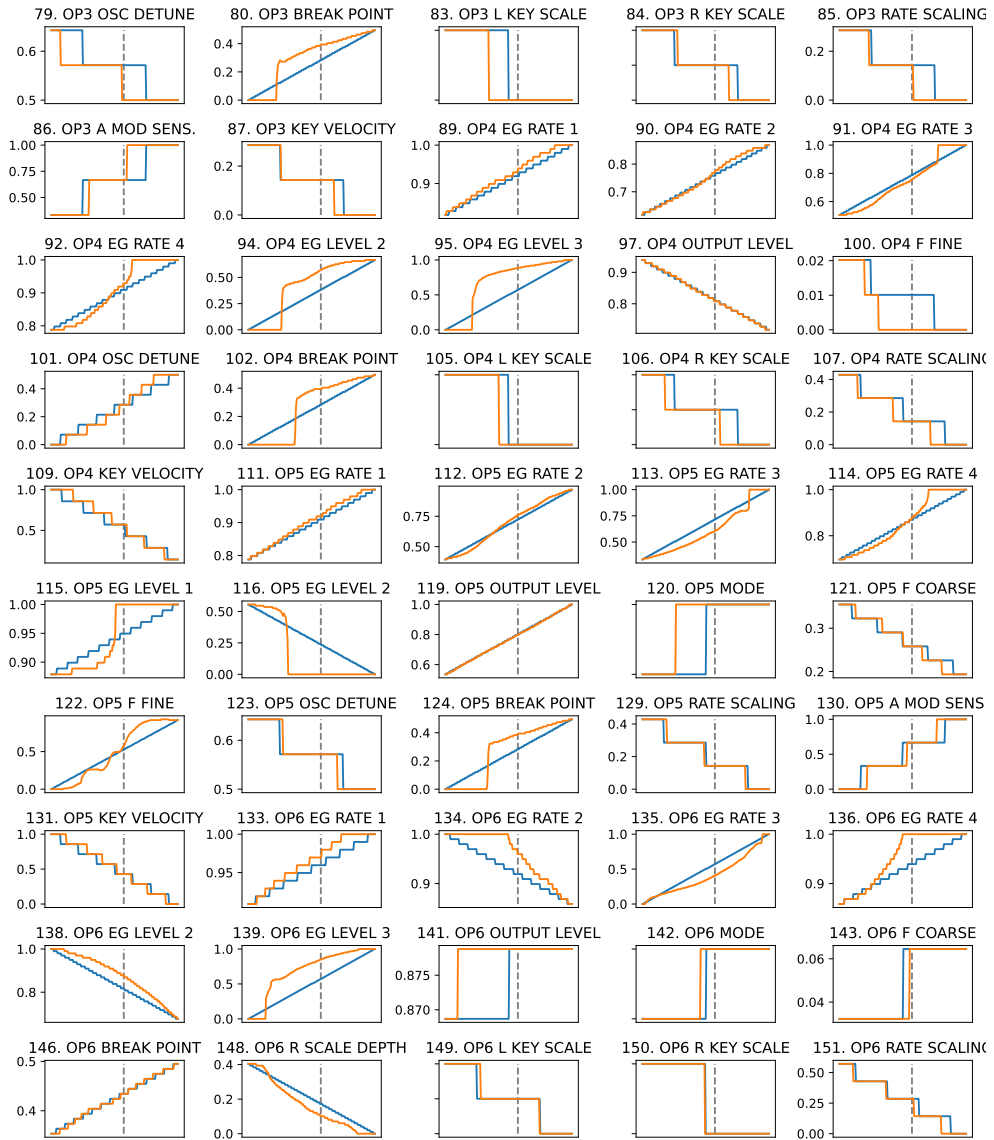 79. OP3 OSC DETUNE 80. OP3 BREAK POINT 83. OP3 L KEY SCALE 84. OP3 R KEY SCALE 85. OP3 RATE SCALING
0.6 0.5
0.4 0.2 0.0
0.2 0.0
86. OP3 A MOD SENS. 87. OP3 KEY VELOCITY 89. OP4 EG RATE 1 90. OP4 EG RATE 2 91. OP4 EG RATE 3
1.00 0.75 0.50
0.2 0.0
0.9
0.8 0.7
1.0 0.8 0.6
92. OP4 EG RATE 4 94. OP4 EG LEVEL 2 95. OP4 EG LEVEL 3 97. OP4 OUTPUT LEVEL 100. OP4 F FINE
1.0 0.9 0.8
0.50 0.25 0.00
1.0 0.5 0.0
0.9 0.8
0.02 0.01 0.00
101. OP4 OSC DETUNE 102. OP4 BREAK POINT 105. OP4 L KEY SCALE 106. OP4 R KEY SCALE 107. OP4 RATE SCALING
0.4 0.2 0.0
0.4 0.2 0.0
0.4 0.2 0.0
109. OP4 KEY VELOCITY 111. OP5 EG RATE 1 112. OP5 EG RATE 2 113. OP5 EG RATE 3 114. OP5 EG RATE 4
1.0 0.5
1.0 0.9 0.8
0.75 0.50
1.00 0.75 0.50
1.0 0.8
115. OP5 EG LEVEL 1 116. OP5 EG LEVEL 2 119. OP5 OUTPUT LEVEL 120. OP5 MODE 121. OP5 F COARSE
1.00 0.95 0.90
0.50 0.25 0.00
1.0 0.8 0.6
0.3 0.2
122. OP5 F FINE 123. OP5 OSC DETUNE 124. OP5 BREAK POINT 129. OP5 RATE SCALING 130. OP5 A MOD SENS
0.5 0.0
0.6 0.5
0.4 0.2 0.0
0.4 0.2 0.0
1.0 0.5 0.0
131. OP5 KEY VELOCITY 133. OP6 EG RATE 1 134. OP6 EG RATE 2 135. OP6 EG RATE 3 136. OP6 EG RATE 4
1.0 0.5 0.0
1.00 0.95
1.0 0.9
1.0 0.5 0.0
1.0 0.9
138. OP6 EG LEVEL 2 139. OP6 EG LEVEL 3 141. OP6 OUTPUT LEVEL 142. OP6 MODE 143. OP6 F COARSE
1.0 0.8
1.0 0.5 0.0
0.875 0.870
0.06 0.04
146. OP6 BREAK POINT 148. OP6 R SCALE DEPTH 149. OP6 L KEY SCALE 150. OP6 R KEY SCALE 151. OP6 RATE SCALING
0.5 0.4
0.4 0.2 0.0
0.5 0.0